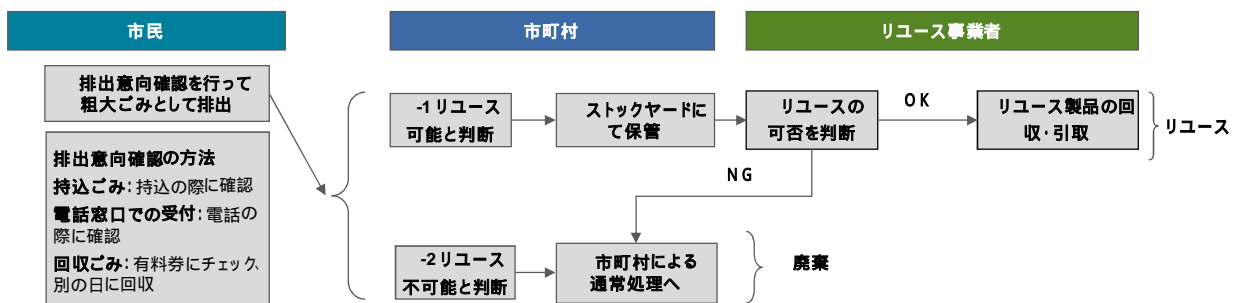 市民
市町村
リユース事業者
排出意向確認を行って
粗大ごみとして排出
排出意向確認の方法
持込ごみ:持込の際に確認
電話窓口での受付:電話の
際に確認
回収ごみ:有料券にチェック、
別の日に回収
-1リユース
可能と判断
ストックヤードに
て保管
リユースの
可否を判断
OK
リユース製品の回
収・引取
リユース
NG
-2リユース
不可能と判断
市町村による
通常処理へ
廃棄